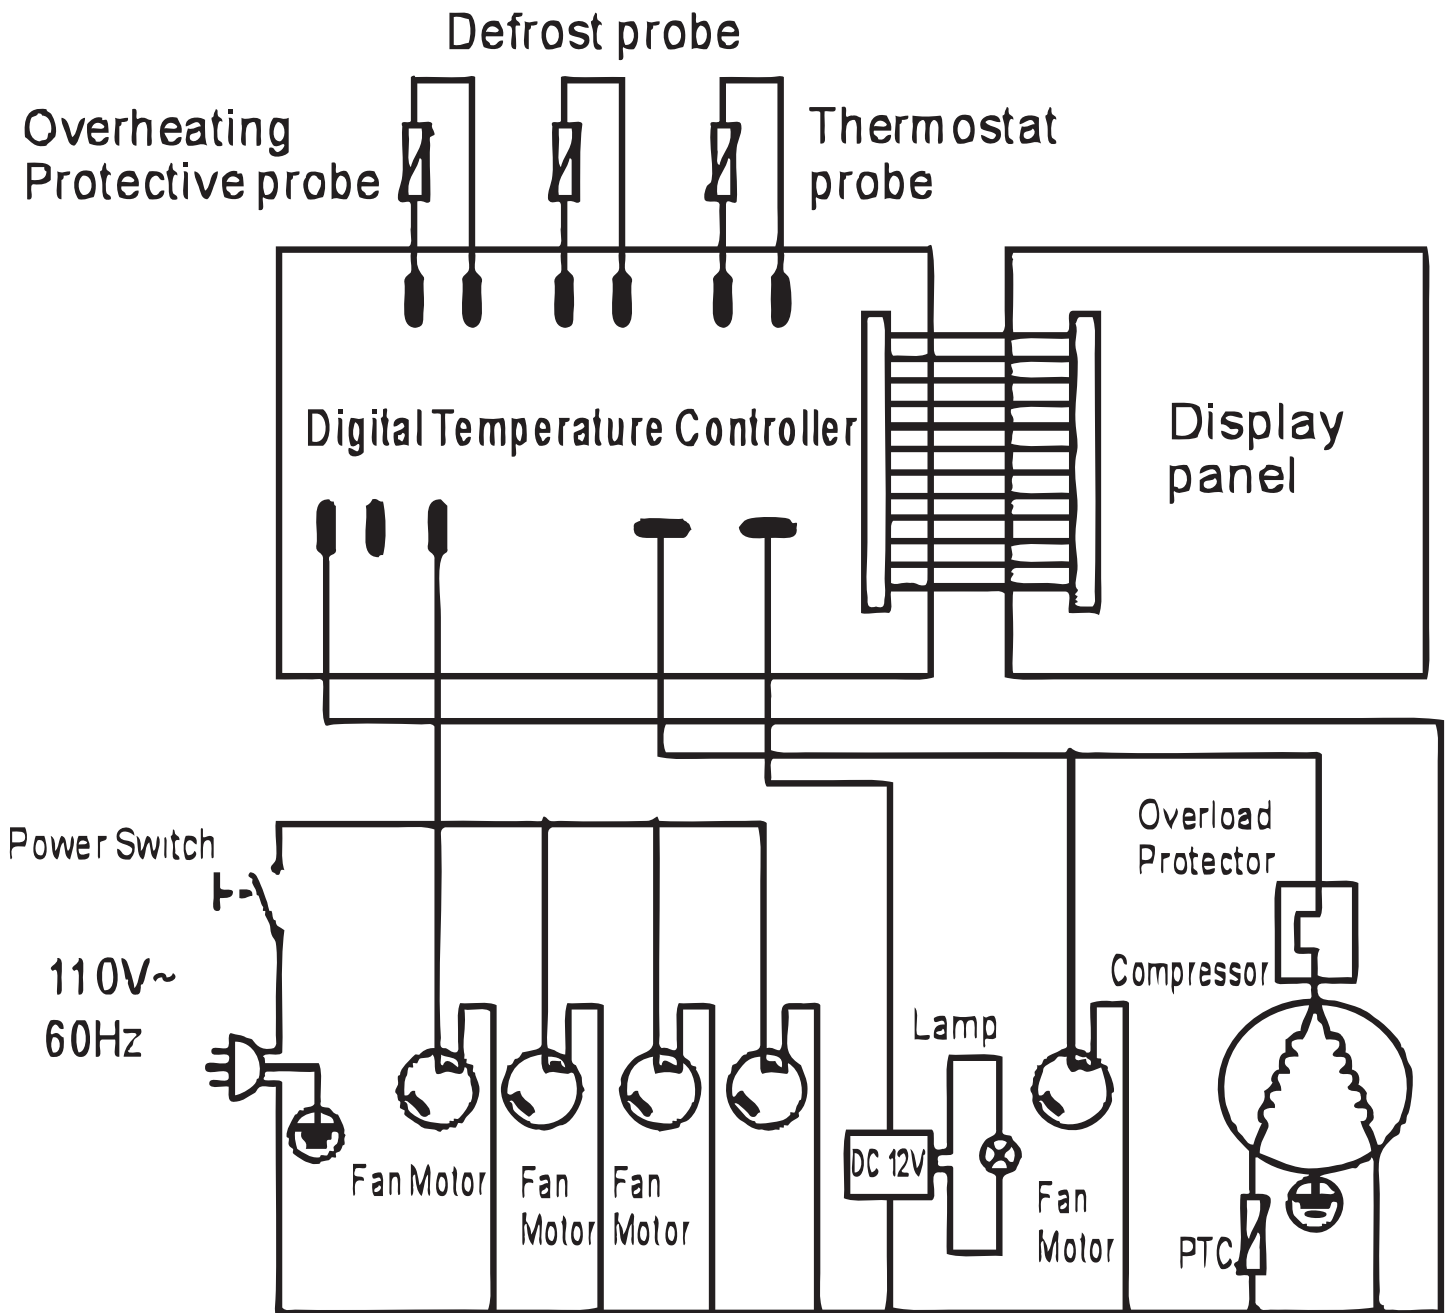 Defrost probe
Overheating
Protective probe
Thermostat
probe
Digital Temperature Controller
Display
panel
Power Switch
110V~
60Hz
Overload
Protector
Compressor
Lamp
DC 12V
Fan Motor
Fan
Motor
Fan
Motor
Fan
Motor
PTC